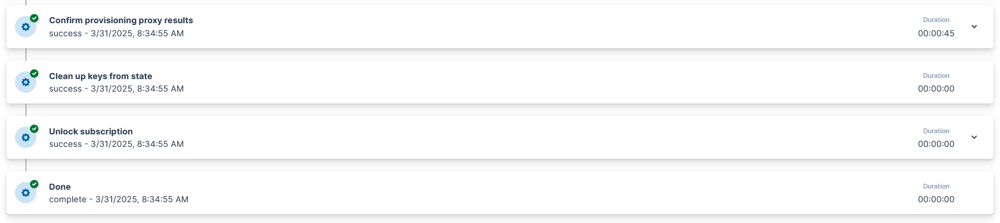 Confirm provisioning proxy results
success - 3/31/2025, 8:34:55 AM
Duration
00:00:45
Clean up keys from state
success - 3/31/2025, 8:34:55 AM
Duration
00:00:00
Unlock subscription
success - 3/31/2025, 8:34:55 AM
Duration
00:00:00
Done
complete - 3/31/2025, 8:34:55 AM
Duration
00:00:00